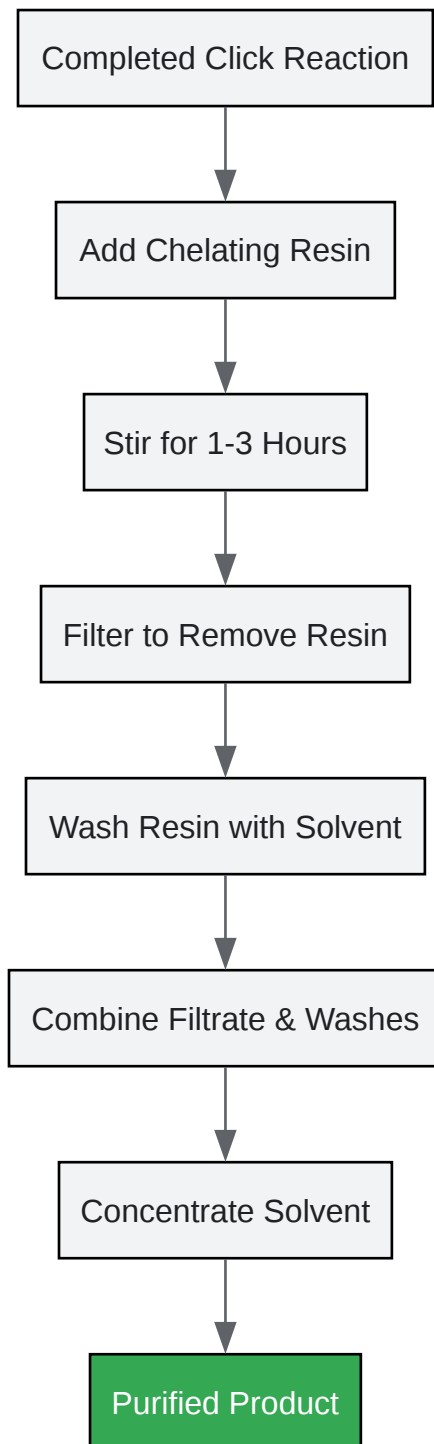 Completed Click Reaction
Add Chelating Resin
Stir for 1-3 Hours
Filter to Remove Resin
Wash Resin with Solvent
Combine Filtrate & Washes
Concentrate Solvent
Purified Product